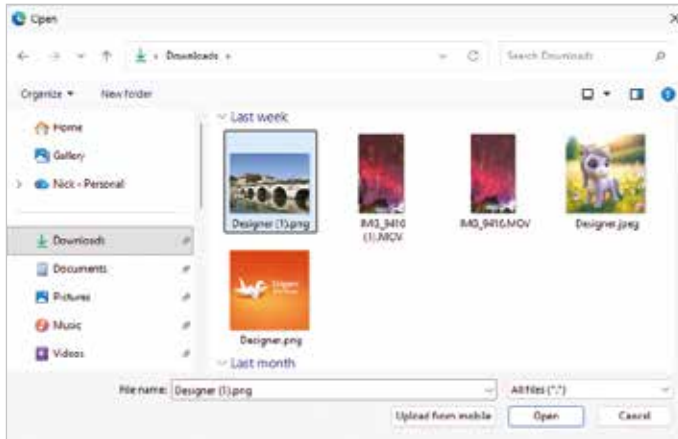 Open
Downloads
Search Downloads
Organize
New folder
Home
Gallery
Nick - Personal
Downloads
Documents
Pictures
Music
Videos
Last week
Designer (1).png
IMG_9416 (1).MOV
IMG_9416.MOV
Designer.jpeg
Designer.png
Last month
File name:
Designer (1).png
All files (*.*)
Upload from mobile
Open
Cancel